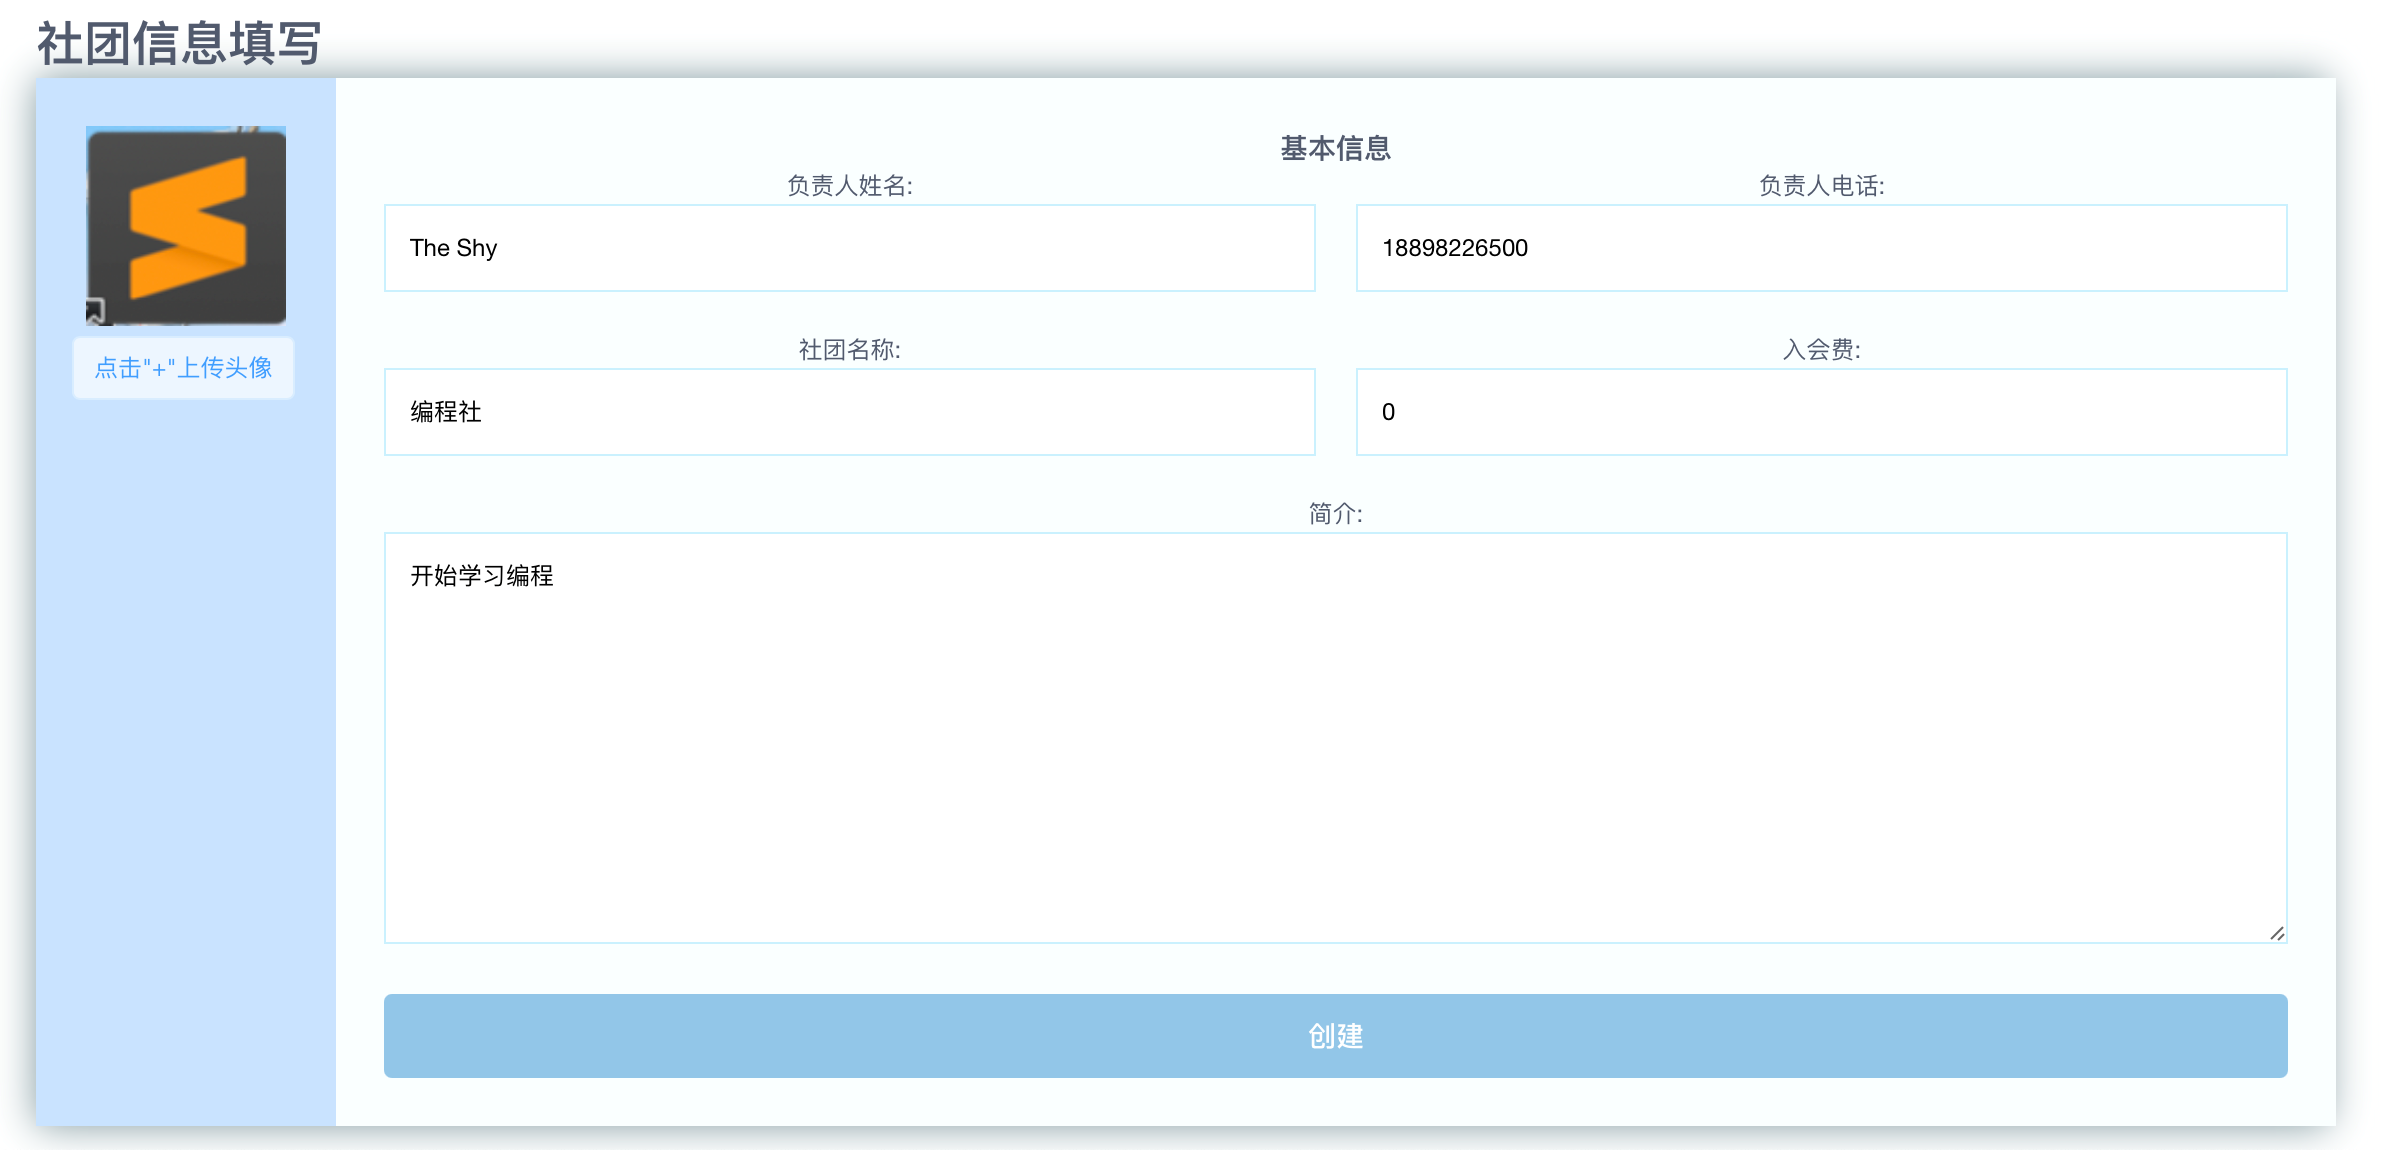 社团信息填写
点击"+"上传头像
基本信息
负责人姓名:
The Shy
负责人电话:
18898226500
社团名称:
编程社
入会费:
0
简介:
开始学习编程
创建